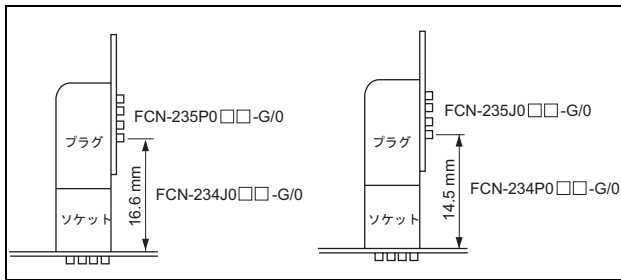 FCN-235P0□□-G/0
プラグ
FCN-234J0□□-G/0
ソケット
16.6 mm
FCN-235J0□□-G/0
プラグ
FCN-234P0□□-G/0
ソケット
14.5 mm